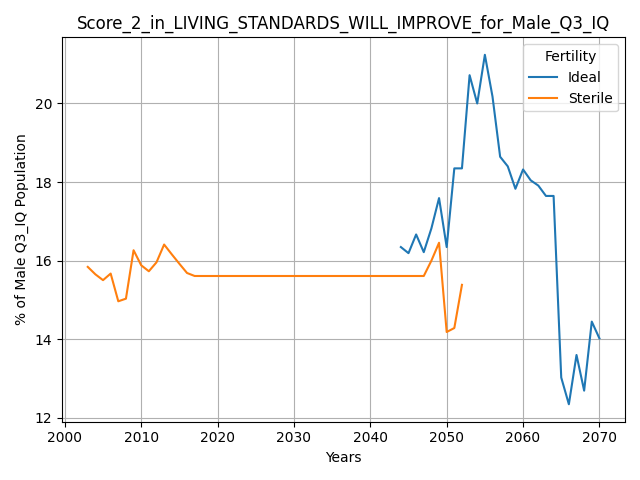 Score_2_in_LIVING_STANDARDS_WILL_IMPROVE_for_Male_Q3_IQ
Fertility
Ideal
Sterile
% of Male Q3_IQ Population
20
18
16
14
12
2000 2010 2020 2030 2040 2050 2060 2070
Years